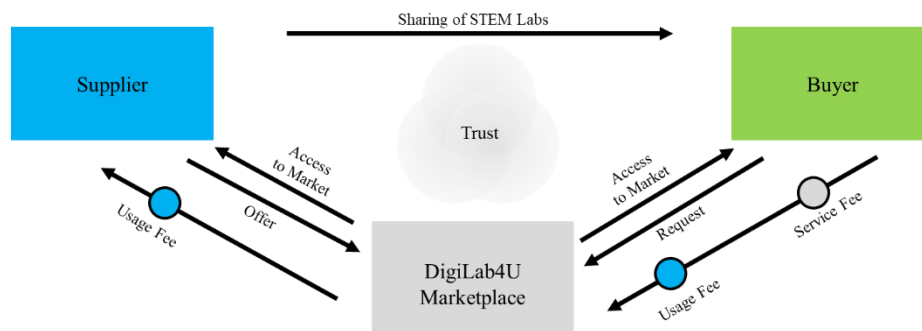 Sharing of STEM Labs
Supplier
Buyer
Trust
Access
to Market
Offer
Usage Fee
Access
to Market
Request
Service Fee
Usage Fee
DigiLab4U
Marketplace